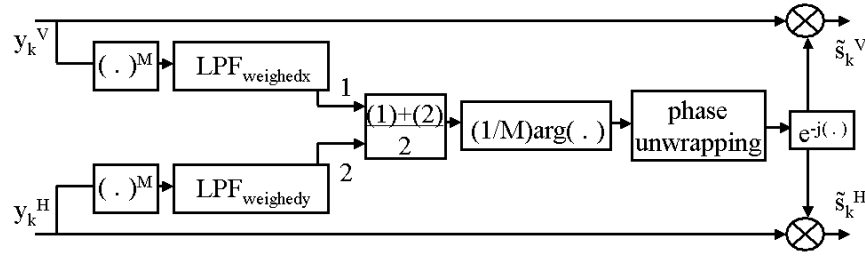 y_k^V
( . )^M
LPF_weighedx
1
(1)+(2)
2
(1/M)arg( . )
phase
unwrapping
e^-j( . )
s̃_k^V
( . )^M
LPF_weighedy
2
y_k^H
s̃_k^H